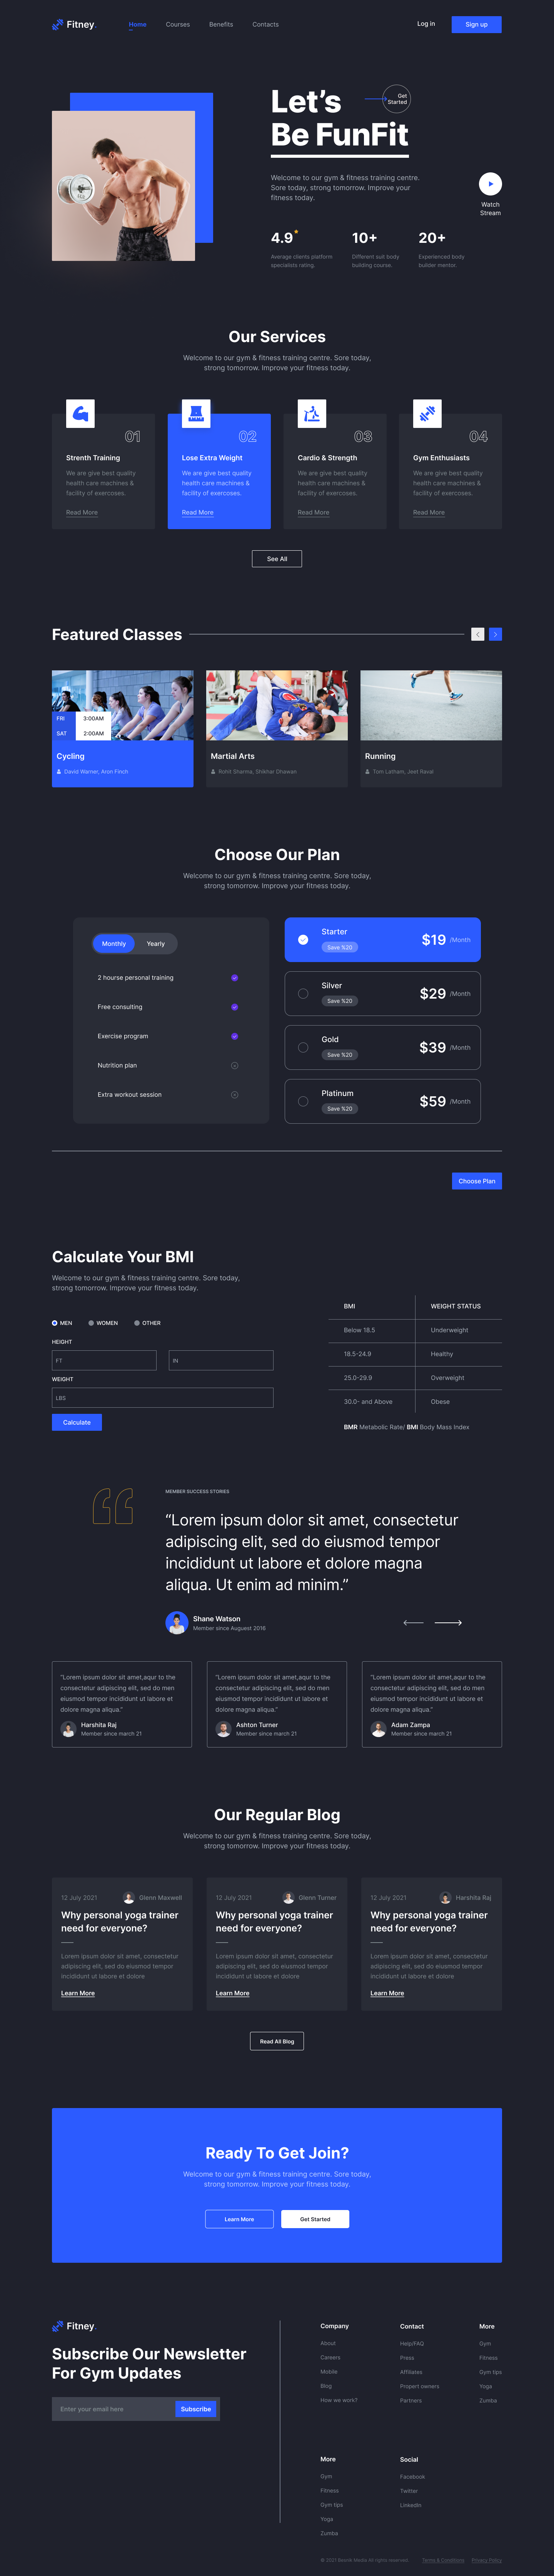 Fitney.
Home
Courses
Benefits
Contacts
Log in
Sign up
Let's
Be FunFit
Get
Started
Welcome to our gym & fitness training centre.
Sore today, strong tomorrow. Improve your
fitness today.
Watch
Stream
4.9
Average clients platform
specialists rating.
10+
Different suit body
building course.
20+
Experienced body
builder mentor.
Our Services
Welcome to our gym & fitness training centre. Sore today,
strong tomorrow. Improve your fitness today.
01
Strenth Training
We are give best quality
health care machines &
facility of exercoses.
Read More
02
Lose Extra Weight
We are give best quality
health care machines &
facility of exercoses.
Read More
03
Cardio & Strength
We are give best quality
health care machines &
facility of exercoses.
Read More
04
Gym Enthusiasts
We are give best quality
health care machines &
facility of exercoses.
Read More
See All
Featured Classes
FRI
3:00AM
SAT
2:00AM
Cycling
David Warner, Aron Finch
Martial Arts
Rohit Sharma, Shikhar Dhawan
Running
Tom Latham, Jeet Raval
Choose Our Plan
Welcome to our gym & fitness training centre. Sore today,
strong tomorrow. Improve your fitness today.
Monthly
Yearly
2 hourse personal training
Free consulting
Exercise program
Nutrition plan
Extra workout session
Starter
Save %20
$19 /Month
Silver
Save %20
$29 /Month
Gold
Save %20
$39 /Month
Platinum
Save %20
$59 /Month
Choose Plan
Calculate Your BMI
Welcome to our gym & fitness training centre. Sore today,
strong tomorrow. Improve your fitness today.
MEN
WOMEN
OTHER
HEIGHT
FT
IN
WEIGHT
LBS
Calculate
BMI
WEIGHT STATUS
Below 18.5
Underweight
18.5-24.9
Healthy
25.0-29.9
Overweight
30.0- and Above
Obese
BMR Metabolic Rate/ BMI Body Mass Index
MEMBER SUCCESS STORIES
“Lorem ipsum dolor sit amet, consectetur
adipiscing elit, sed do eiusmod tempor
incididunt ut labore et dolore magna
aliqua. Ut enim ad minim.”
Shane Watson
Member since Auguest 2016
“Lorem ipsum dolor sit amet,aqur to the
consectetur adipiscing elit, sed do men
eiusmod tempor incididunt ut labore et
dolore magna aliqua.”
Harshita Raj
Member since march 21
“Lorem ipsum dolor sit amet,aqur to the
consectetur adipiscing elit, sed do men
eiusmod tempor incididunt ut labore et
dolore magna aliqua.”
Ashton Turner
Member since march 21
“Lorem ipsum dolor sit amet,aqur to the
consectetur adipiscing elit, sed do men
eiusmod tempor incididunt ut labore et
dolore magna aliqua.”
Adam Zampa
Member since march 21
Our Regular Blog
Welcome to our gym & fitness training centre. Sore today,
strong tomorrow. Improve your fitness today.
12 July 2021
Glenn Maxwell
Why personal yoga trainer
need for everyone?
Lorem ipsum dolor sit amet, consectetur
adipiscing elit, sed do eiusmod tempor
incididunt ut labore et dolore
Learn More
12 July 2021
Glenn Turner
Why personal yoga trainer
need for everyone?
Lorem ipsum dolor sit amet, consectetur
adipiscing elit, sed do eiusmod tempor
incididunt ut labore et dolore
Learn More
12 July 2021
Harshita Raj
Why personal yoga trainer
need for everyone?
Lorem ipsum dolor sit amet, consectetur
adipiscing elit, sed do eiusmod tempor
incididunt ut labore et dolore
Learn More
Read All Blog
Ready To Get Join?
Welcome to our gym & fitness training centre. Sore today,
strong tomorrow. Improve your fitness today.
Learn More
Get Started
Fitney.
Subscribe Our Newsletter
For Gym Updates
Enter your email here
Subscribe
Company
About
Careers
Mobile
Blog
How we work?
Contact
Help/FAQ
Press
Affiliates
Propert owners
Partners
More
Gym
Fitness
Gym tips
Yoga
Zumba
More
Gym
Fitness
Gym tips
Yoga
Zumba
Social
Facebook
Twitter
LinkedIn
Terms & Conditions
Privacy Policy